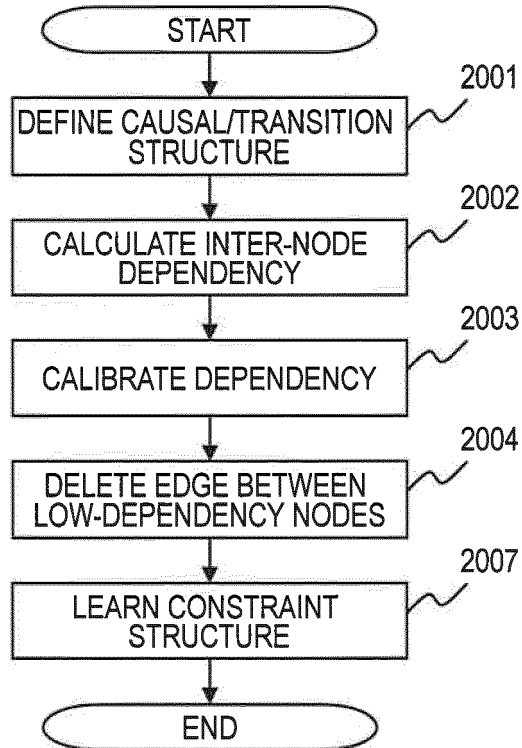 START
2001
DEFINE CAUSAL/TRANSITION
STRUCTURE
2002
CALCULATE INTER-NODE
DEPENDENCY
2003
CALIBRATE DEPENDENCY
2004
DELETE EDGE BETWEEN
LOW-DEPENDENCY NODES
2007
LEARN CONSTRAINT
STRUCTURE
END